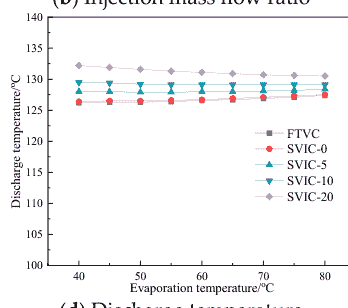 (b) Injection mass flow ratio
140
135
130
125
120
115
110
105
100
Discharge temperature/°C
FTVC
SVIC-0
SVIC-5
SVIC-10
SVIC-20
40 50 60 70 80
Evaporation temperature/°C
(d) Discharge temperature